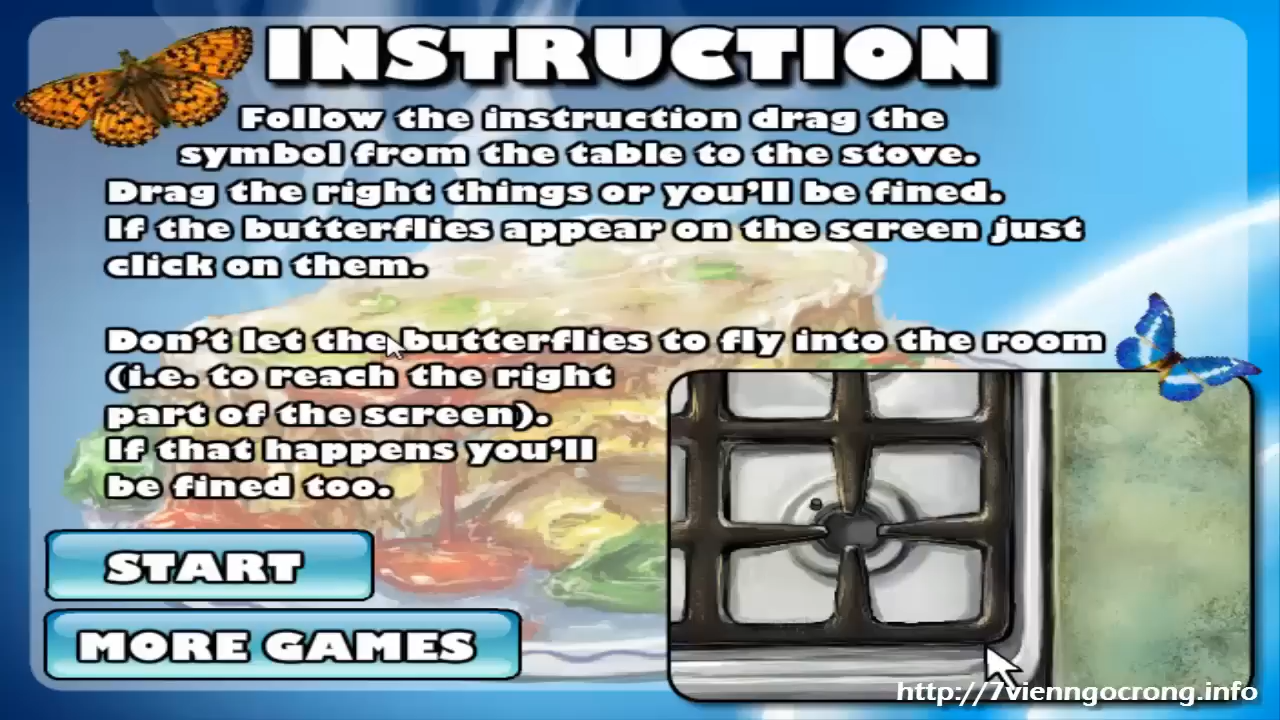 INSTRUCTION
Follow the instruction drag the
symbol from the table to the stove.
Drag the right things or you'll be fined.
If the butterflies appear on the screen just
click on them.
Don't let the butterflies to fly into the room
(i.e. to reach the right
part of the screen).
If that happens you'll
be fined too.
START
MORE GAMES
http://7vienngocrong.info